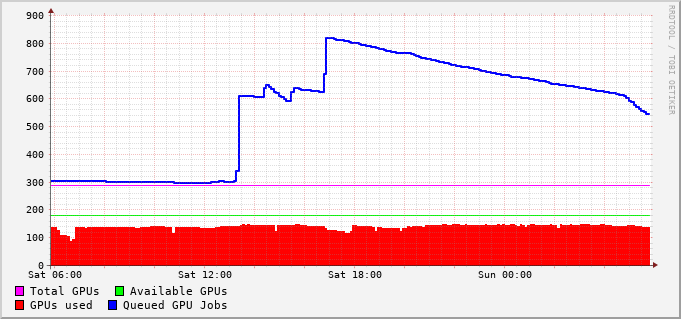 900
800
700
600
500
400
300
200
100
0
Sat 06:00 Sat 12:00 Sat 18:00 Sun 00:00
Total GPUs Available GPUs
GPUs used Queued GPU Jobs
RRDTOOL / TOBI OETIKER